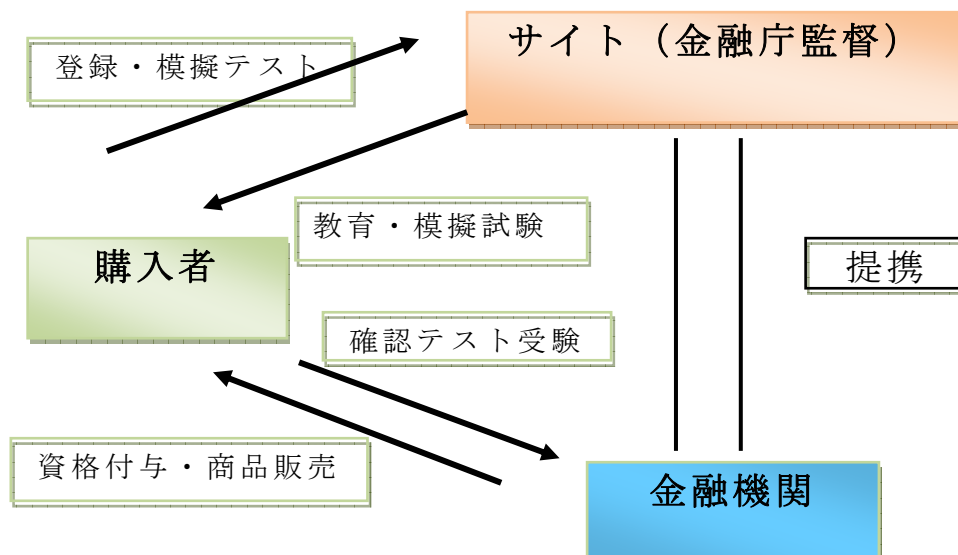 サイト（金融庁監督）
登録・模擬テスト
教育・模擬試験
購入者
提携
確認テスト受験
資格付与・商品販売
金融機関